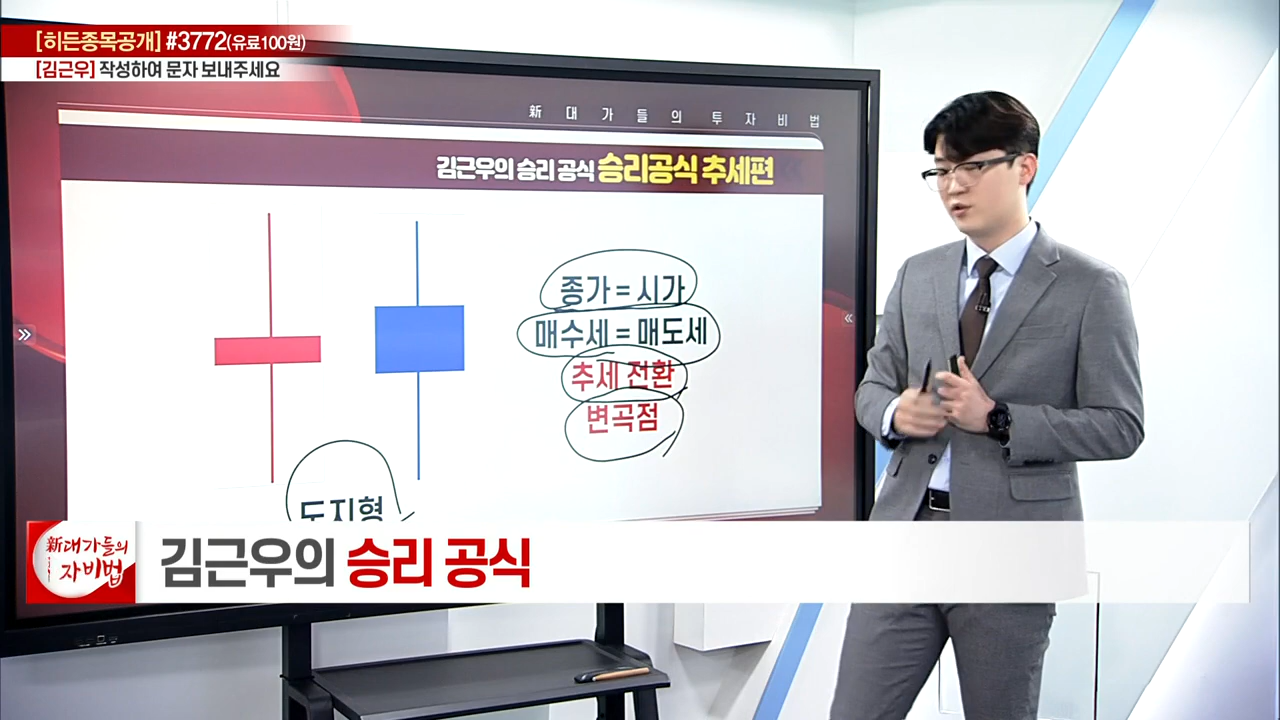 [히든종목공개] #3772(유료100원)
[김근우] 작성하여 문자 보내주세요
新 대 가 들 의 투 자 비 법
김근우의 승리 공식 승리공식 추세편
종가 = 시가
매수세 = 매도세
추세 전환
변곡점
도지형
新대가들의
자비법
김근우의 승리 공식